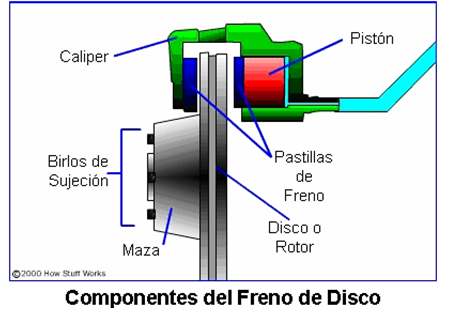 Caliper
Pistón
Pastillas
de
Freno
Birlos de
Sujeción
Disco o
Rotor
Maza
©2000 How Stuff Works
Componentes del Freno de Disco